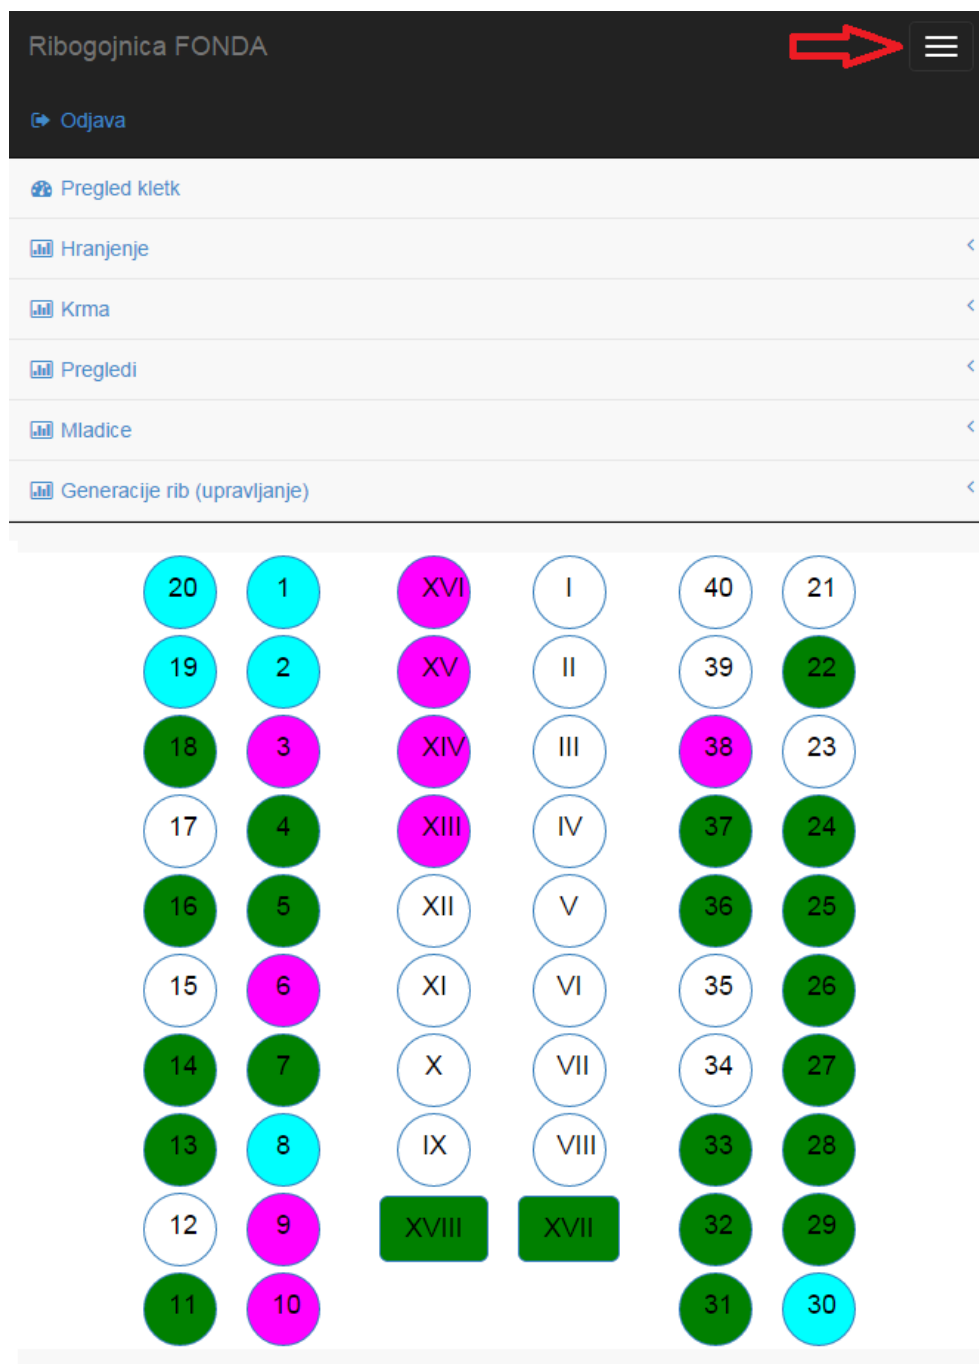 Ribogojnica FONDA
Odjava
Pregled kletk
Hranjenje
Krma
Pregledi
Mladice
Generacije rib (upravljanje)
20 1 XVI I 40 21
19 2 XV II 39 22
18 3 XIV III 38 23
17 4 XIII IV 37 24
16 5 XII V 36 25
15 6 XI VI 35 26
14 7 X VII 34 27
13 8 IX VIII 33 28
12 9 XVIII XVII 32 29
11 10 31 30